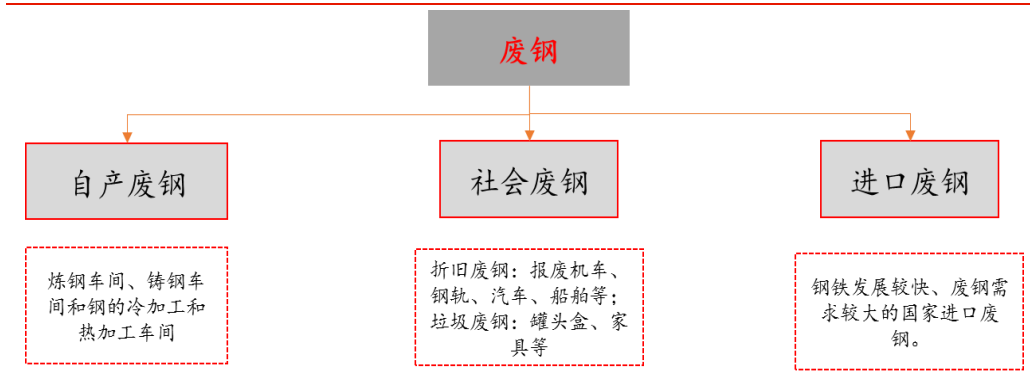 废钢
自产废钢
社会废钢
进口废钢
炼钢车间、铸钢车
间和钢的冷加工和
热加工车间
折旧废钢：报废机车、
钢轨、汽车、船舶等；
垃圾废钢：罐头盒、家
具等
钢铁发展较快、废钢需
求较大的国家进口废
钢。